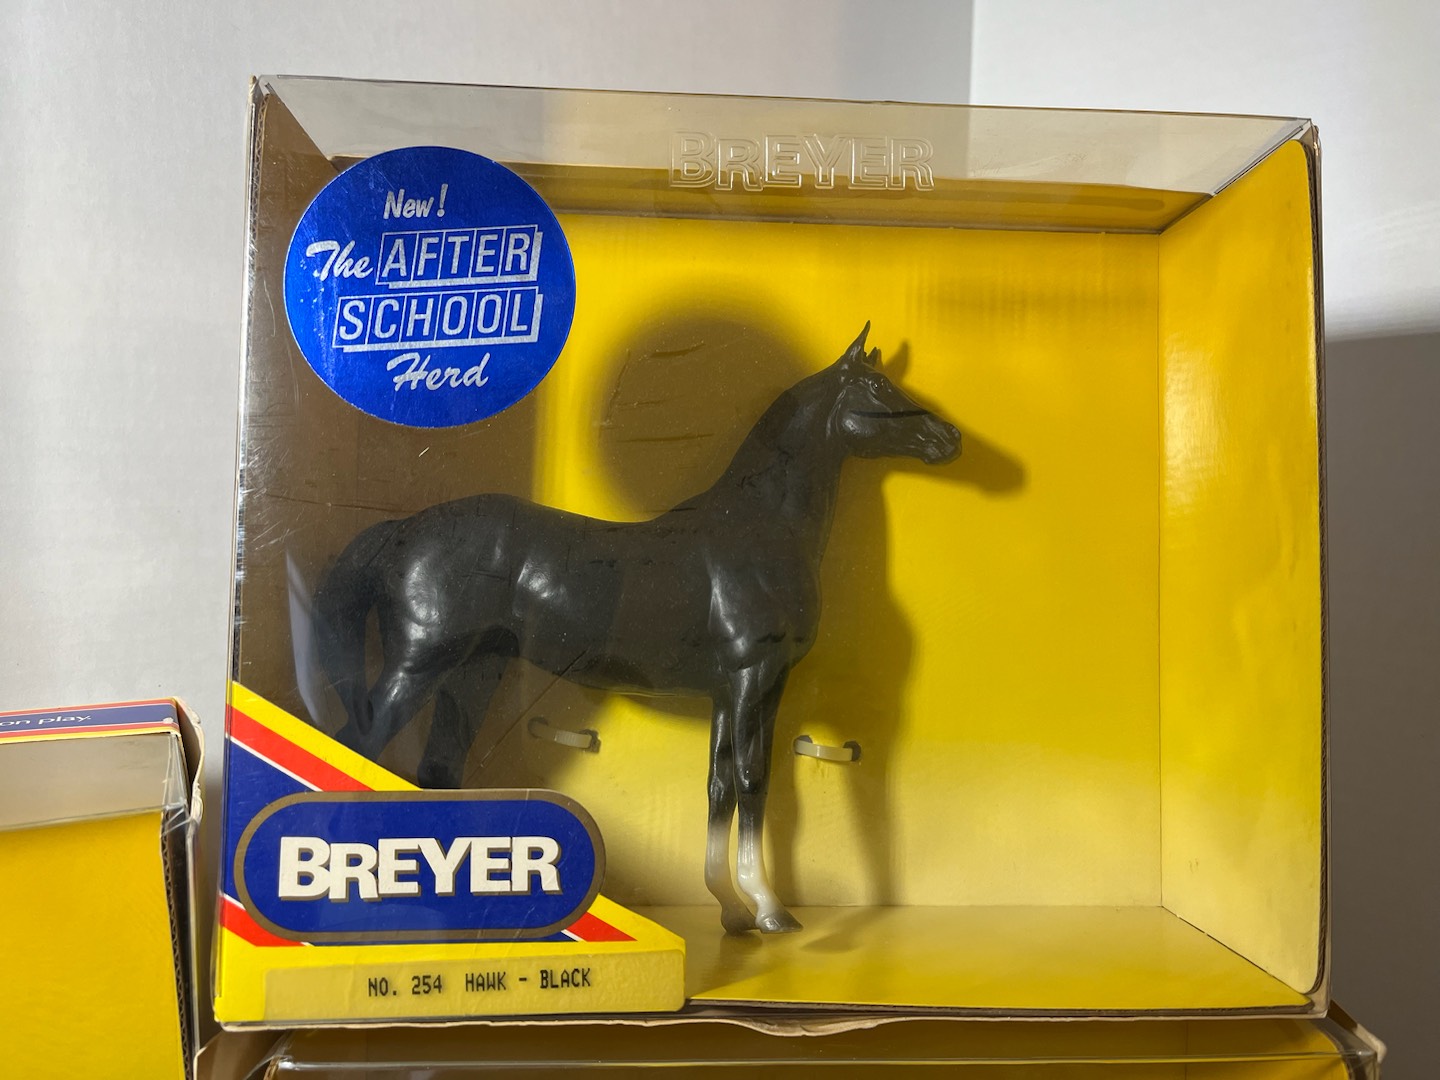 BREYER
New!
The AFTER
SCHOOL
Herd
on play.
BREYER
NO. 254 HAWK - BLACK